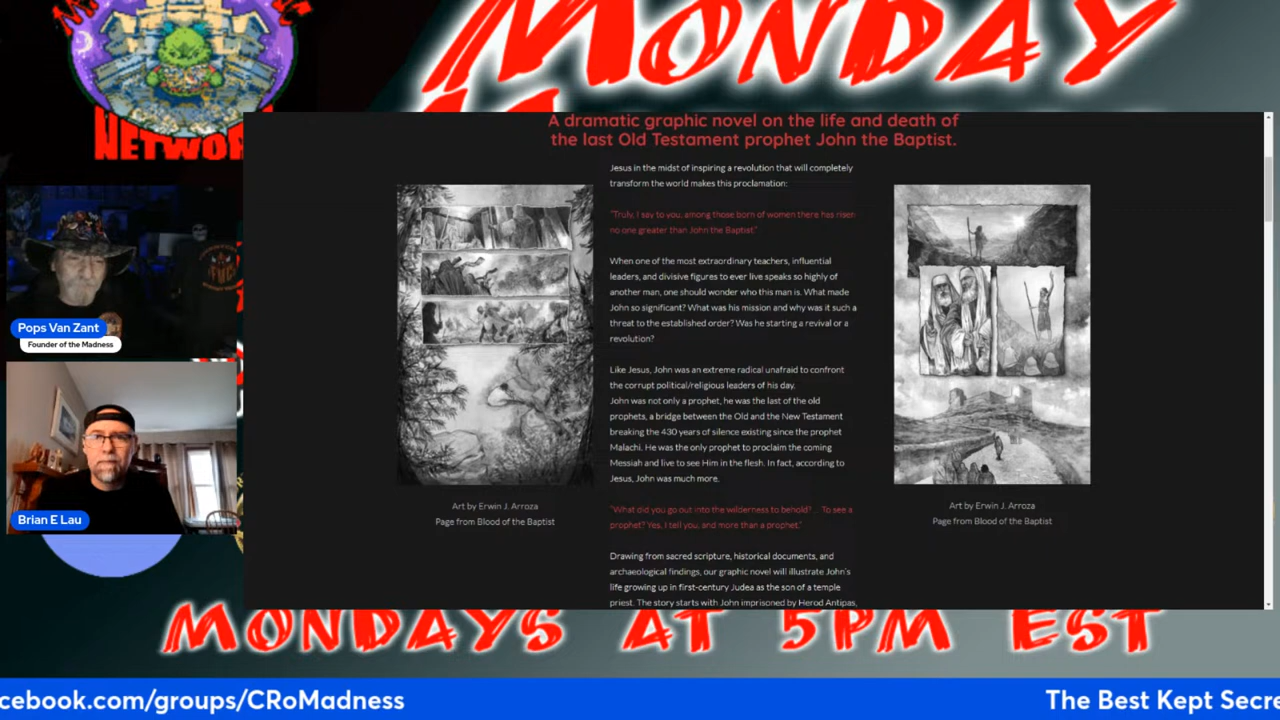 MONDAY
NETWOR
A dramatic graphic novel on the life and death of
the last Old Testament prophet John the Baptist.
Jesus in the midst of inspiring a revolution that will completely
transform the world makes this proclamation:
"Truly, I say to you, among those born of women there has risen
no one greater than John the Baptist."
When one of the most extraordinary teachers, influential
leaders, and divisive figures to ever live speaks so highly of
another man, one should wonder who this man is. What made
John so significant? What was his mission and why was it such a
threat to the established order? Was he starting a revival or a
revolution?
Like Jesus, John was an extreme radical unafraid to confront
the corrupt political/religious leaders of his day.
John was not only a prophet, he was the last of the old
prophets, a bridge between the Old and the New Testament
breaking the 430 years of silence existing since the prophet
Malachi. He was the only prophet to proclaim the coming
Messiah and live to see Him in the flesh. In fact, according to
Jesus, John was much more.
"What did you go out into the wilderness to behold? ... To see a
prophet? Yes, I tell you, and more than a prophet."
Drawing from sacred scripture, historical documents, and
archaeological findings, our graphic novel will illustrate John's
life growing up in first-century Judea as the son of a temple
priest. The story starts with John imprisoned by Herod Antipas,
Art by Erwin J. Arroza
Page from Blood of the Baptist
Art by Erwin J. Arroza
Page from Blood of the Baptist
Pops Van Zant
Founder of the Madness
Brian E Lau
MONDAYS AT 5PM EST
cebook.com/groups/CRoMadness
The Best Kept Secre